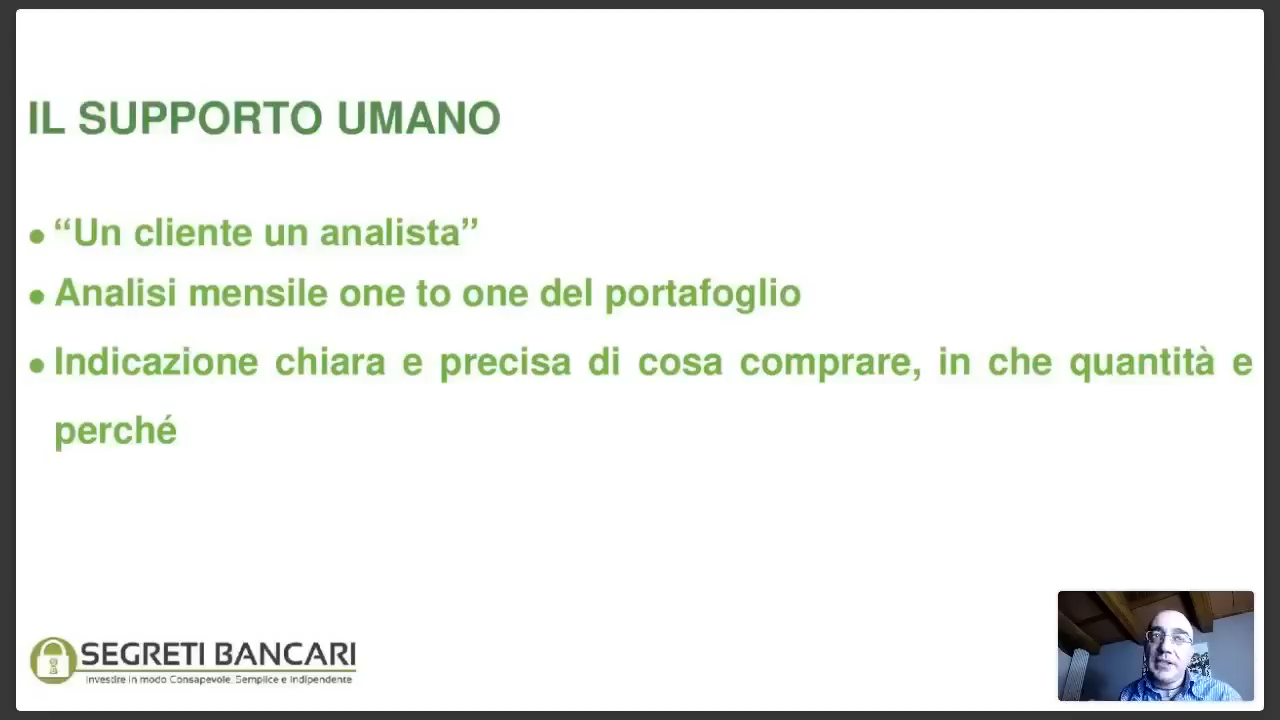 IL SUPPORTO UMANO
● “Un cliente un analista”
● Analisi mensile one to one del portafoglio
● Indicazione chiara e precisa di cosa comprare, in che quantità e
perché
SEGRETI BANCARI
Investire in modo Consapevole, Semplice e Indipendente